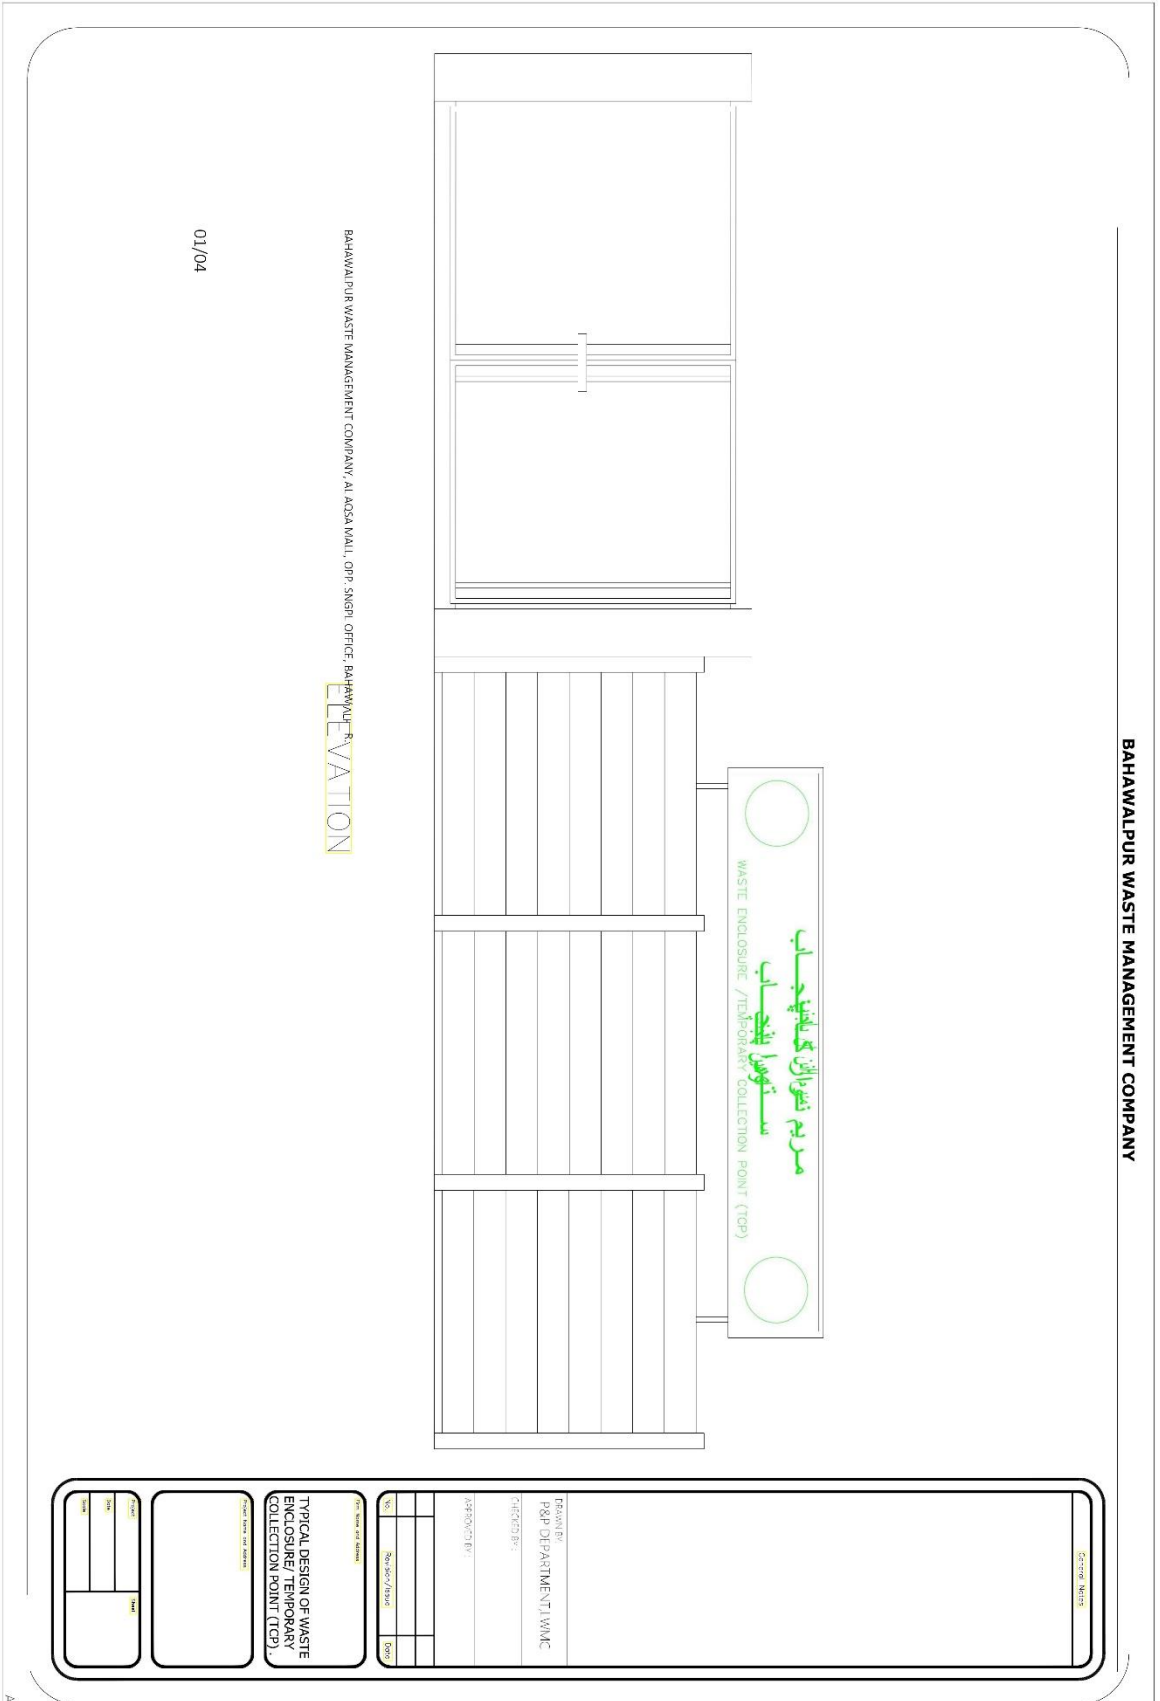 BAHAWALPUR WASTE MANAGEMENT COMPANY
WASTE ENCLOSURE /TEMPORARY COLLECTION POINT (TCP)
ELEVATION
BAHAWALPUR WASTE MANAGEMENT COMPANY, AL AQSA MALL, OPP. SNGPL OFFICE,
01/04
General Notes
DRAWN BY:
P&P DEPARTMENT,LWMC
CHECKED BY :
APPROVED BY :
No. Revision/Issue Date
Firm Name and Address
TYPICAL DESIGN OF WASTE
ENCLOSURE/ TEMPORARY
COLLECTION POINT (TCP).
Project Name and Address
Project Sheet
Date
Scale